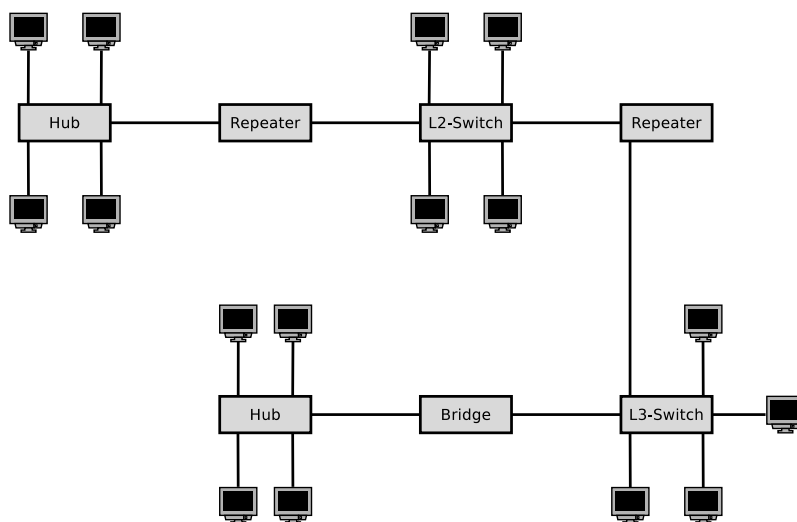 Hub
Repeater
L2-Switch
Repeater
Hub
Bridge
L3-Switch